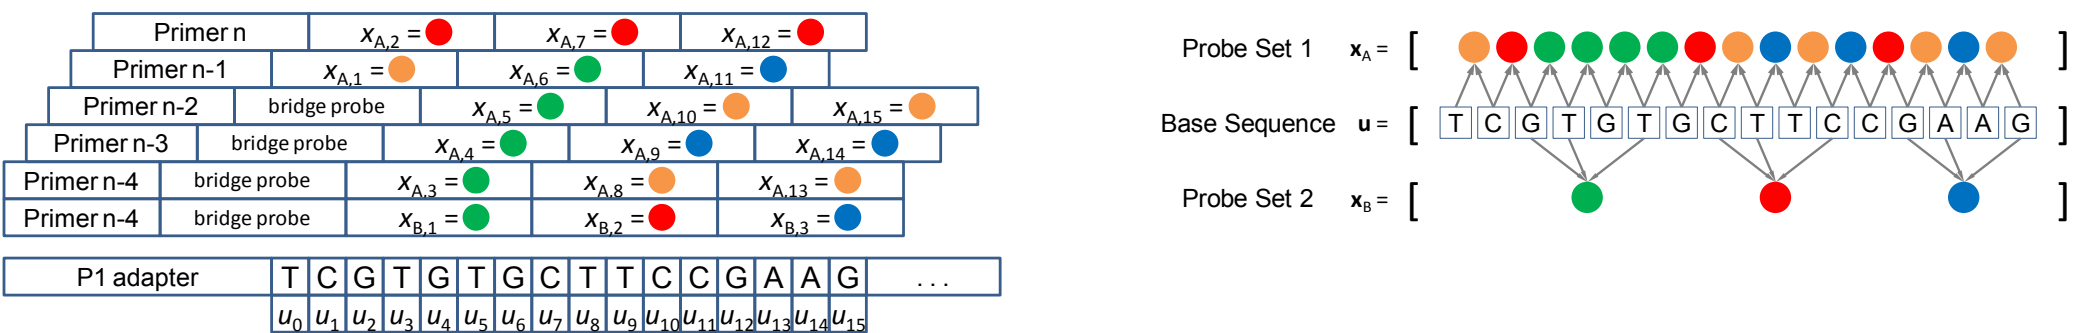 Primer n x_A,2 = x_A,7 = x_A,12 =
Primer n-1 x_A,1 = x_A,6 = x_A,11 =
Primer n-2 bridge probe x_A,5 = x_A,10 = x_A,15 =
Primer n-3 bridge probe x_A,4 = x_A,9 = x_A,14 =
Primer n-4 bridge probe x_A,3 = x_A,8 = x_A,13 =
Primer n-4 bridge probe x_B,1 = x_B,2 = x_B,3 =
P1 adapter T C G T G T G C T T C C G A A G ...
u_0 u_1 u_2 u_3 u_4 u_5 u_6 u_7 u_8 u_9 u_10 u_11 u_12 u_13 u_14 u_15
Probe Set 1 x_A = [ ]
Base Sequence u = [ T C G T G T G C T T C C G A A G ]
Probe Set 2 x_B = [ ]